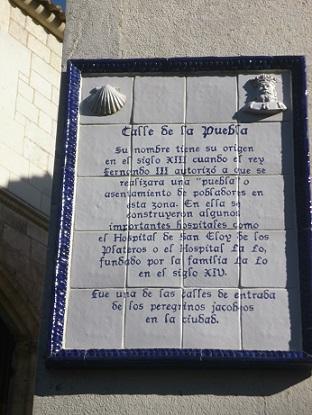 Calle de la Puebla
Su nombre tiene su origen
en el siglo XIII cuando el rey
Fernando III autorizó a que se
realizara una "puebla" o
asentamiento de pobladores en
esta zona. En ella se
construyeron algunos
importantes hospitales como
el Hospital de San Eloy de los
Plateros o el Hospital La Lo,
fundado por la familia La Lo
en el siglo XIV.
Fue una de las calles de entrada
de los peregrinos jacobeos
en la ciudad.